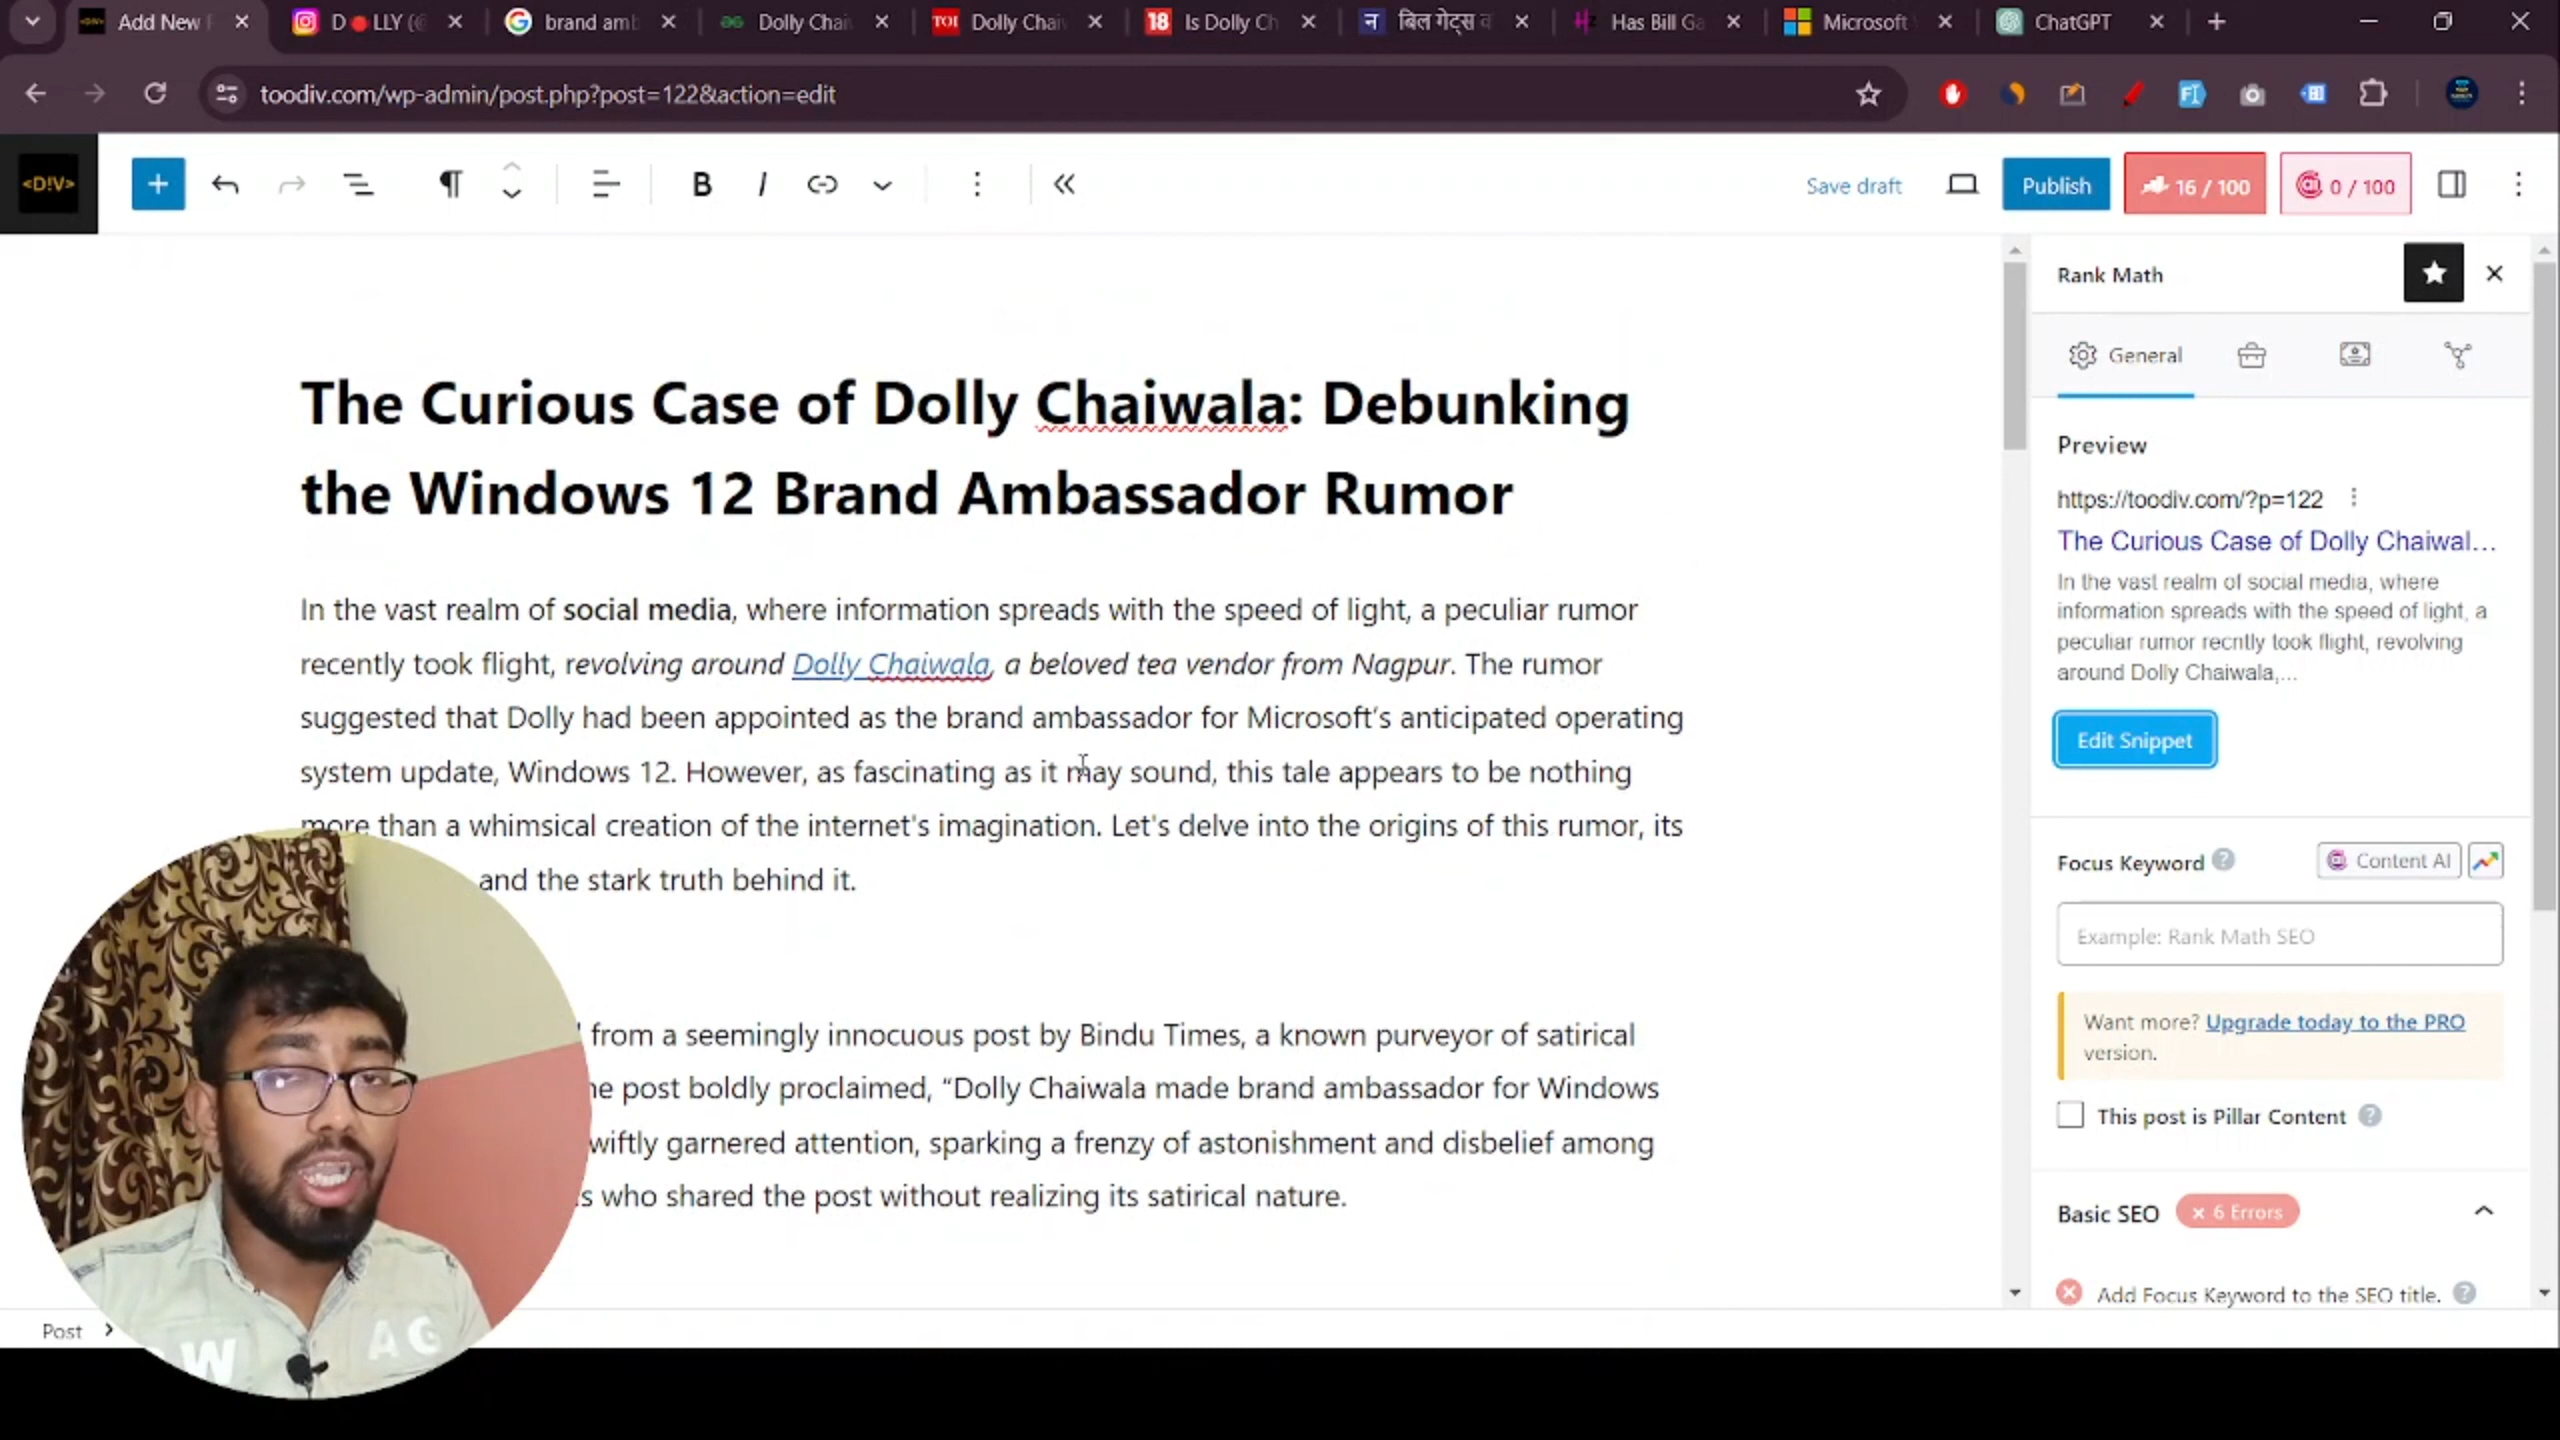 Add New
D LLY (@
brand amb
Dolly Chai
TOI Dolly Chai
18 Is Dolly Ch
न बिल गेट्स
Has Bill Ga
Microsoft
ChatGPT
toodiv.com/wp-admin/post.php?post=122&action=edit
<D!V>
B I
Save draft
Publish
16 / 100
0 / 100
The Curious Case of Dolly Chaiwala: Debunking
the Windows 12 Brand Ambassador Rumor
In the vast realm of social media, where information spreads with the speed of light, a peculiar rumor
recently took flight, revolving around Dolly Chaiwala, a beloved tea vendor from Nagpur. The rumor
suggested that Dolly had been appointed as the brand ambassador for Microsoft's anticipated operating
system update, Windows 12. However, as fascinating as it may sound, this tale appears to be nothing
more than a whimsical creation of the internet's imagination. Let's delve into the origins of this rumor, its
and the stark truth behind it.
from a seemingly innocuous post by Bindu Times, a known purveyor of satirical
post boldly proclaimed, “Dolly Chaiwala made brand ambassador for Windows
wiftly garnered attention, sparking a frenzy of astonishment and disbelief among
who shared the post without realizing its satirical nature.
W AG
Post
Rank Math
General
Preview
https://toodiv.com/?p=122
The Curious Case of Dolly Chaiwal...
In the vast realm of social media, where
information spreads with the speed of light, a
peculiar rumor recntly took flight, revolving
around Dolly Chaiwala,...
Edit Snippet
Focus Keyword ?
Content AI
Example: Rank Math SEO
Want more? Upgrade today to the PRO
version.
This post is Pillar Content ?
Basic SEO × 6 Errors
Add Focus Keyword to the SEO title. ?